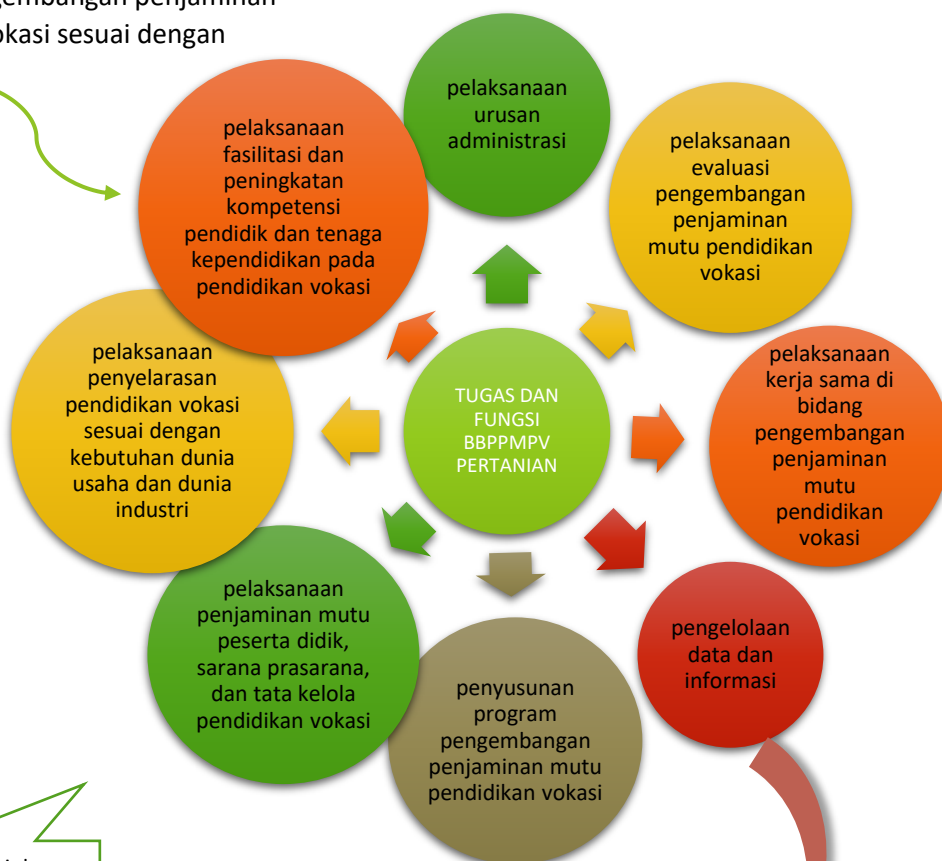 gembangan penjaminan
okasi sesuai dengan
pelaksanaan
urusan
administrasi
pelaksanaan
evaluasi
pengembangan
penjaminan
mutu pendidikan
vokasi
pelaksanaan
kerja sama di
bidang
pengembangan
penjaminan
mutu
pendidikan
vokasi
pengelolaan
data dan
informasi
penyusunan
program
pengembangan
penjaminan mutu
pendidikan vokasi
pelaksanaan
penjaminan mutu
peserta didik,
sarana prasarana,
dan tata kelola
pendidikan vokasi
pelaksanaan
penyelarasan
pendidikan vokasi
sesuai dengan
kebutuhan dunia
usaha dan dunia
industri
pelaksanaan
fasilitasi dan
peningkatan
kompetensi
pendidik dan tenaga
kependidikan pada
pendidikan vokasi
TUGAS DAN
FUNGSI
BBPPMPV
PERTANIAN